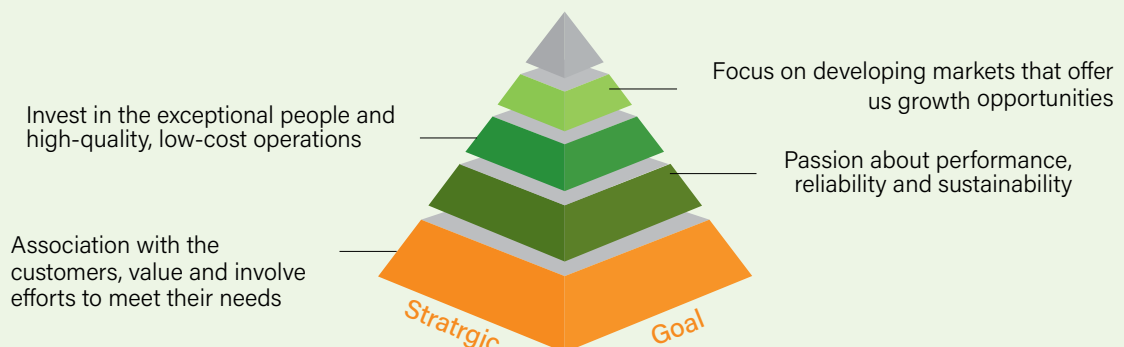 Focus on developing markets that offer
us growth opportunities
Invest in the exceptional people and
high-quality, low-cost operations
Passion about performance,
reliability and sustainability
Association with the
customers, value and involve
efforts to meet their needs
Stratrgic
Goal